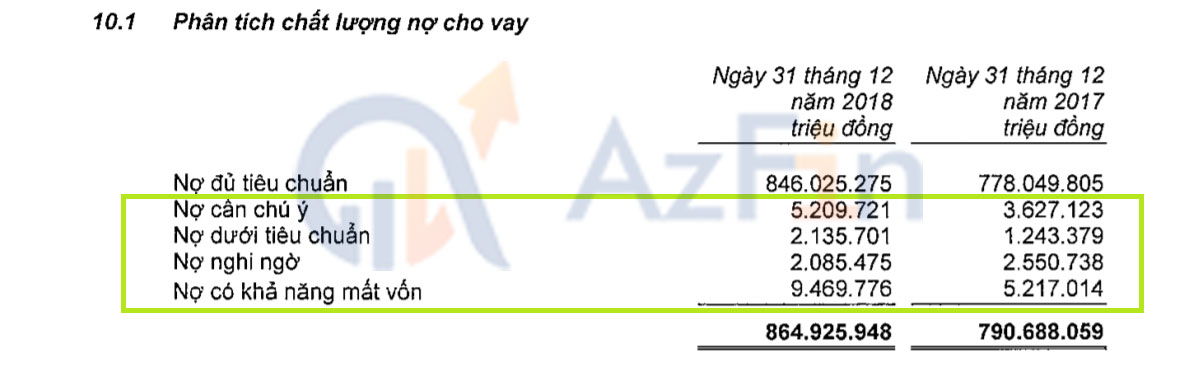 10.1 Phân tích chất lượng nợ cho vay
Ngày 31 tháng 12 năm 2018 triệu đồng
Ngày 31 tháng 12 năm 2017 triệu đồng
Nợ đủ tiêu chuẩn 846.025.275 778.049.805
Nợ cần chú ý 5.209.721 3.627.123
Nợ dưới tiêu chuẩn 2.135.701 1.243.379
Nợ nghi ngờ 2.085.475 2.550.738
Nợ có khả năng mất vốn 9.469.776 5.217.014
864.925.948 790.688.059
AzFin